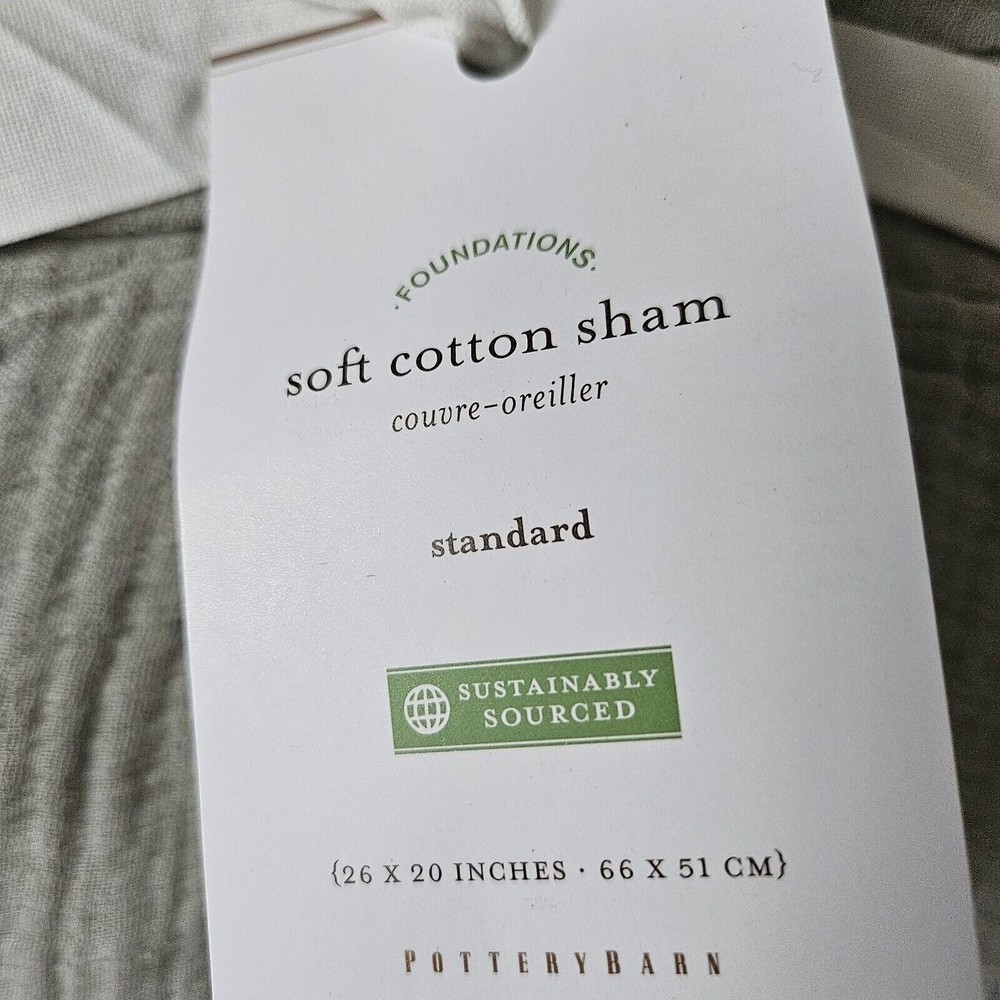 ·FOUNDATIONS·
soft cotton sham
couvre-oreiller
standard
SUSTAINABLY
SOURCED
{26 X 20 INCHES · 66 X 51 CM}
POTTERYBARN